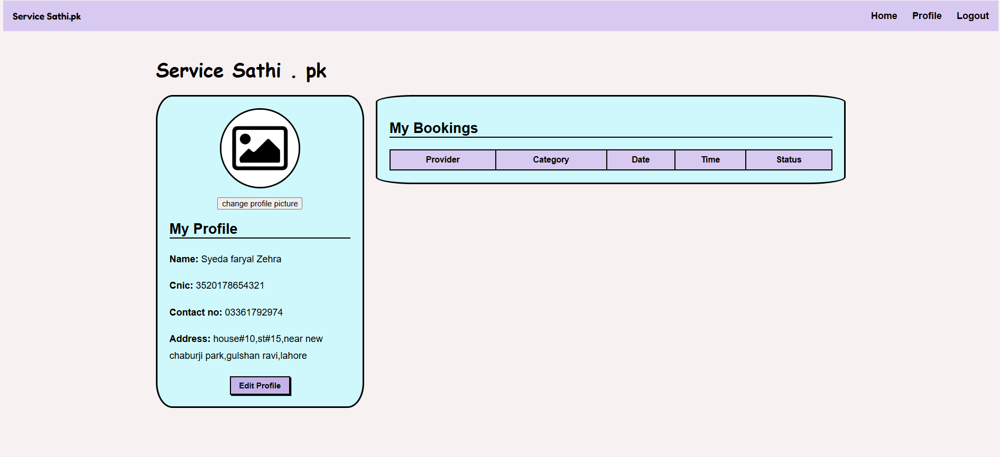 Service Sathi.pk
Home Profile Logout
Service Sathi . pk
change profile picture
My Profile
Name: Syeda faryal Zehra
Cnic: 3520178654321
Contact no: 03361792974
Address: house#10,st#15,near new
chaburji park,gulshan ravi,lahore
Edit Profile
My Bookings
Provider Category Date Time Status